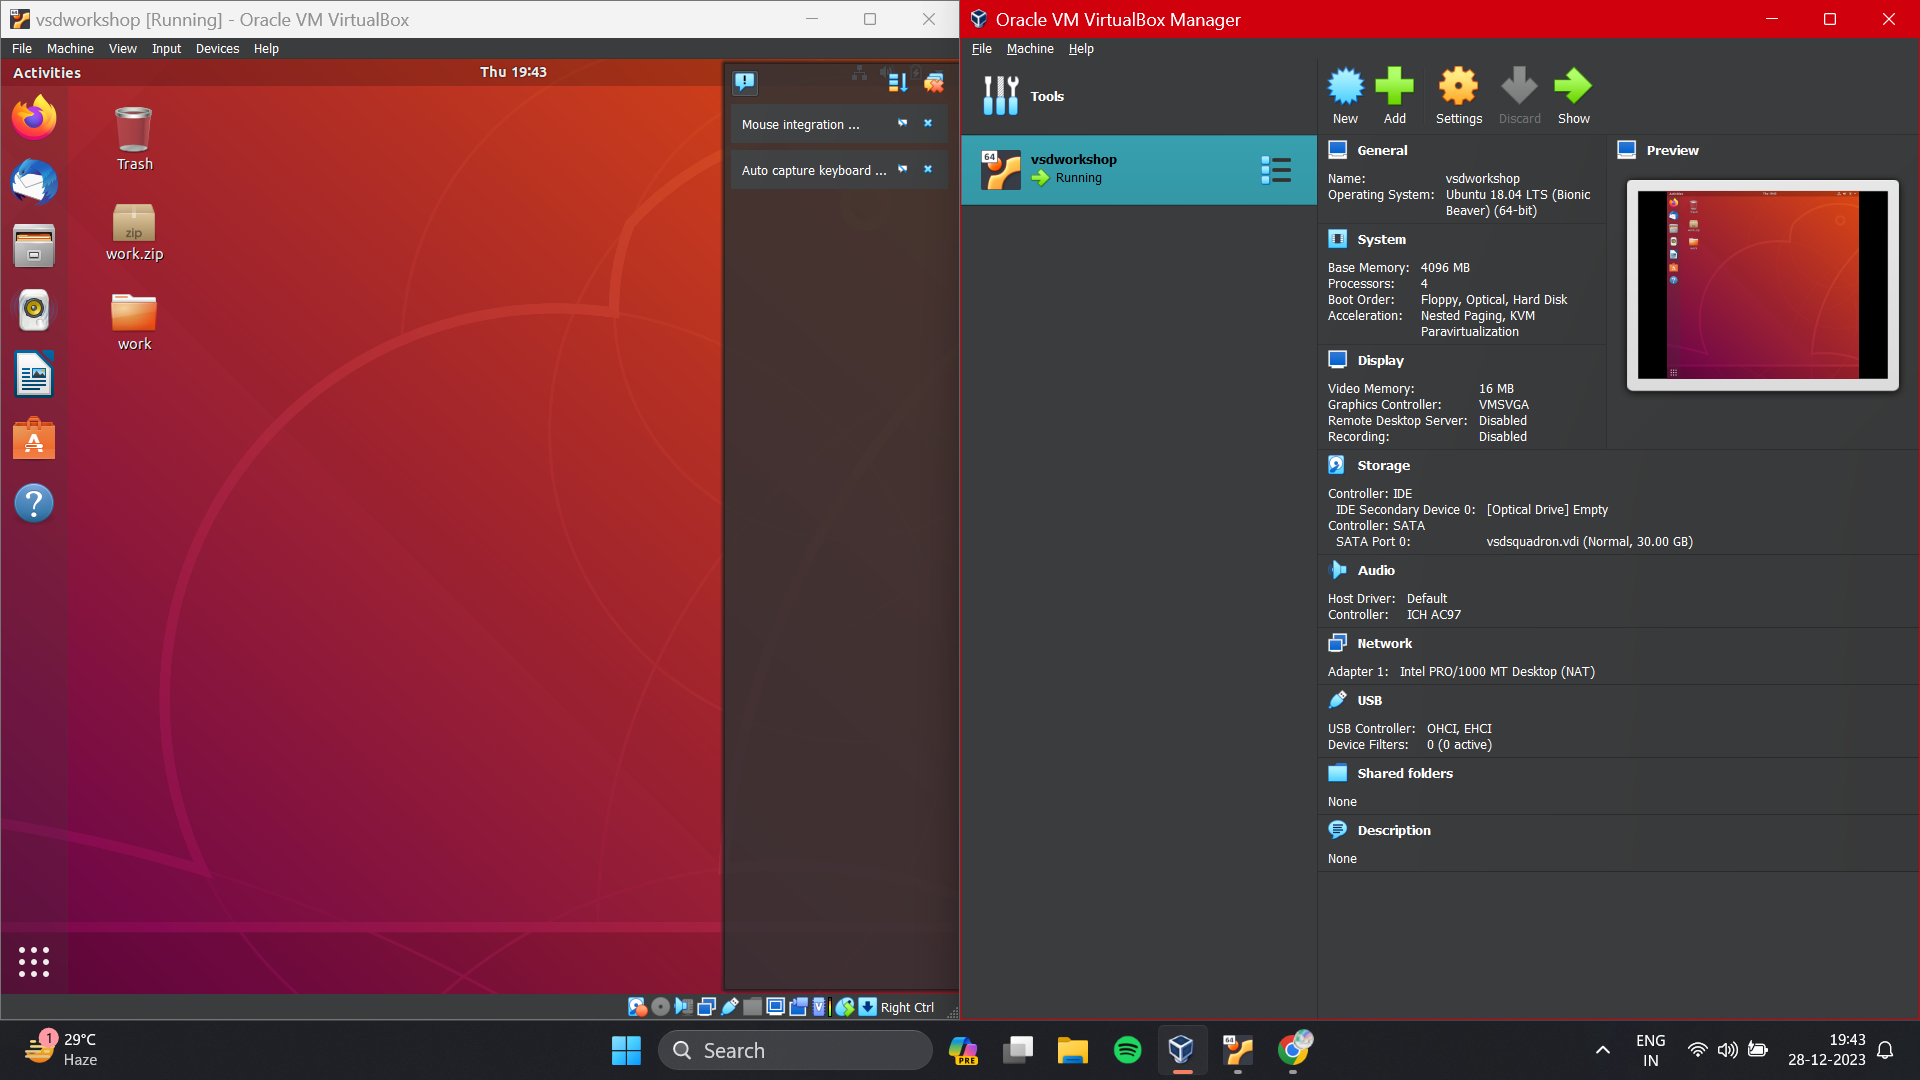 vsdworkshop [Running] - Oracle VM VirtualBox
File Machine View Input Devices Help
Activities
Thu 19:43
Mouse integration ...
Auto capture keyboard ...
Trash
zip
work.zip
work
Right Ctrl
Oracle VM VirtualBox Manager
File Machine Help
Tools
New Add Settings Discard Show
64
vsdworkshop
Running
General
Name: vsdworkshop
Operating System: Ubuntu 18.04 LTS (Bionic
Beaver) (64-bit)
Preview
System
Base Memory: 4096 MB
Processors: 4
Boot Order: Floppy, Optical, Hard Disk
Acceleration: Nested Paging, KVM
Paravirtualization
Display
Video Memory: 16 MB
Graphics Controller: VMSVGA
Remote Desktop Server: Disabled
Recording: Disabled
Storage
Controller: IDE
IDE Secondary Device 0: [Optical Drive] Empty
Controller: SATA
SATA Port 0: vsdsquadron.vdi (Normal, 30.00 GB)
Audio
Host Driver: Default
Controller: ICH AC97
Network
Adapter 1: Intel PRO/1000 MT Desktop (NAT)
USB
USB Controller: OHCI, EHCI
Device Filters: 0 (0 active)
Shared folders
None
Description
None
1
29°C
Haze
Search
PRE
64
ENG
IN
19:43
28-12-2023